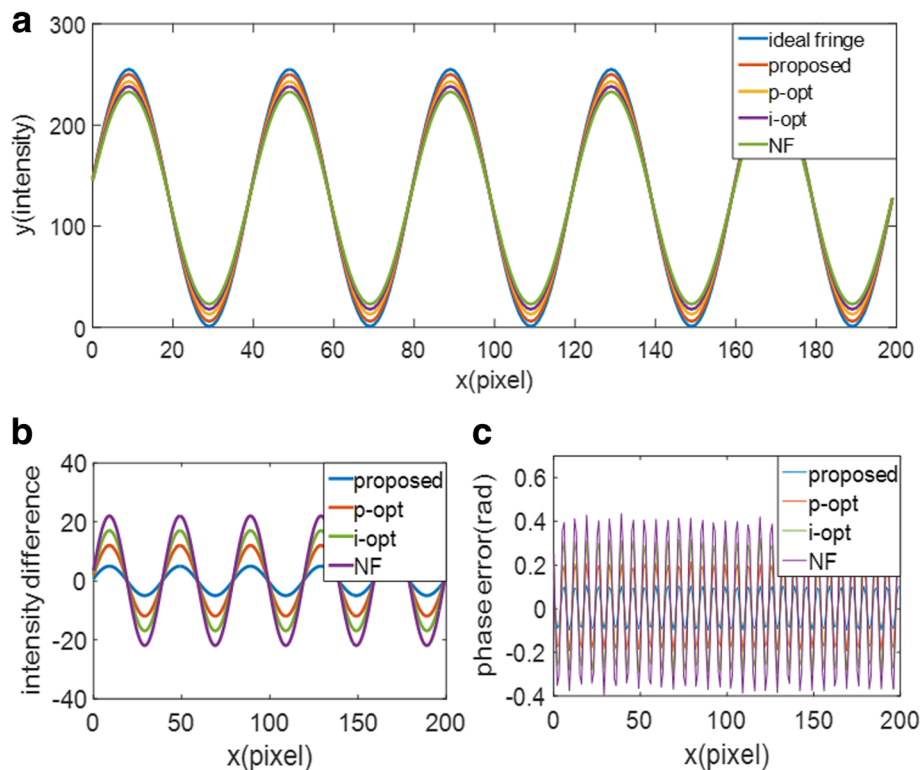 a
300
200
100
0
y(intensity)
ideal fringe
proposed
p-opt
i-opt
NF
0 20 40 60 80 100 120 140 160 180 200
x(pixel)
b
40
20
0
-20
-40
intensity difference
proposed
p-opt
i-opt
NF
0 50 100 150 200
x(pixel)
c
0.6
0.4
0.2
0
-0.2
-0.4
phase error(rad)
proposed
p-opt
i-opt
NF
0 50 100 150 200
x(pixel)